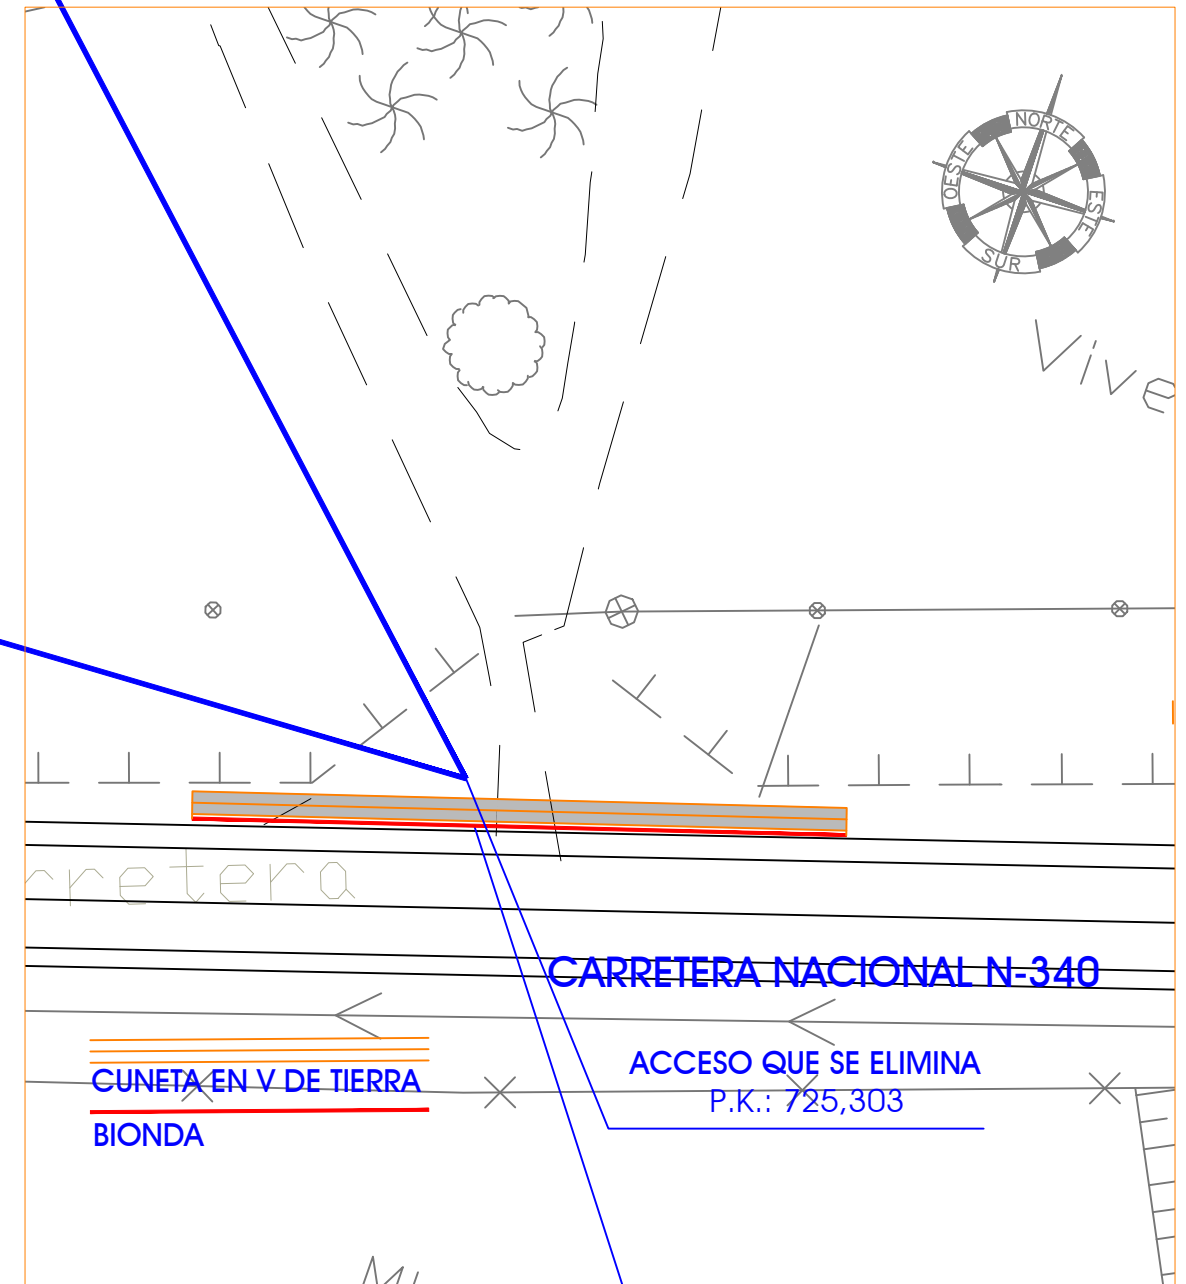 NORTE
OESTE
ESTE
SUR
Vive
rretera
CARRETERA NACIONAL N-340
ACCESO QUE SE ELIMINA
P.K.: 725,303
CUNETA EN V DE TIERRA
BIONDA